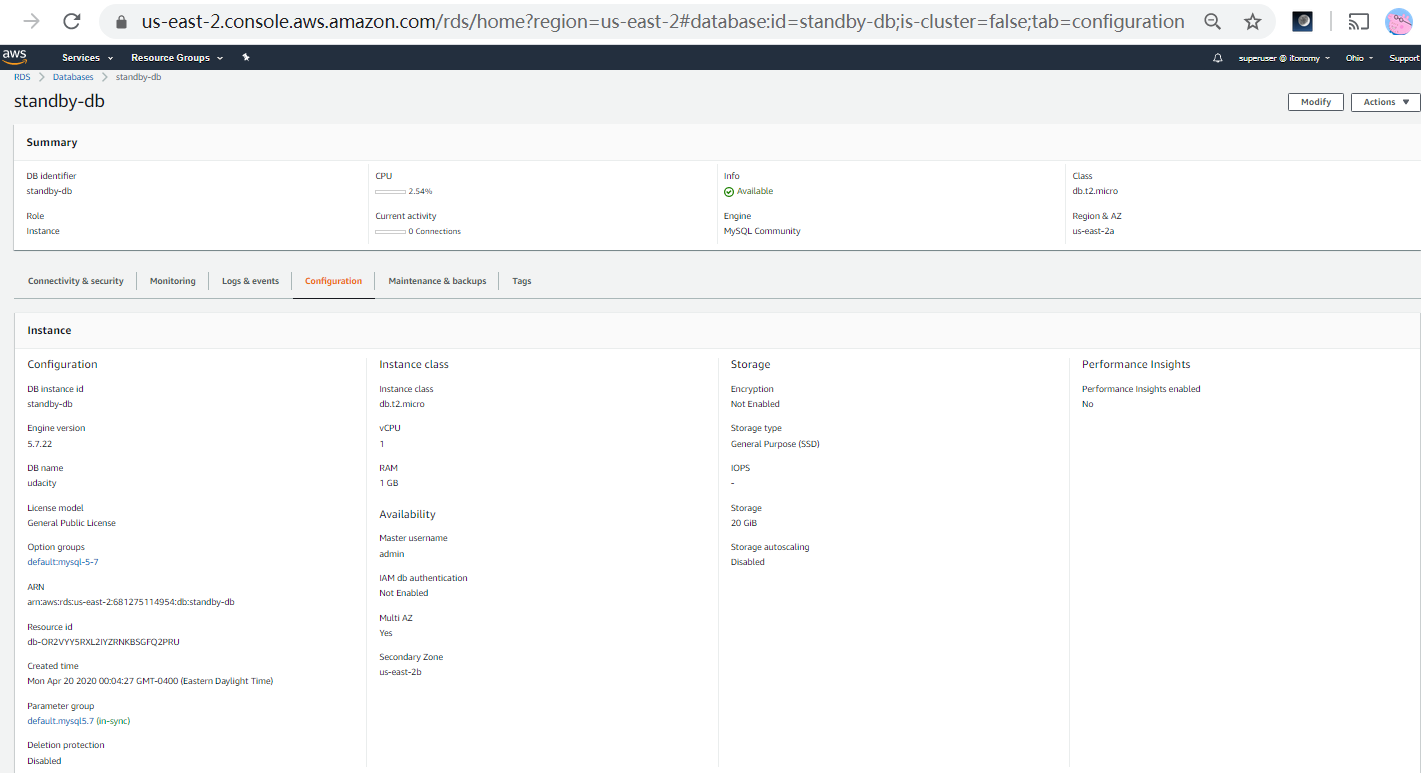 us-east-2.console.aws.amazon.com/rds/home?region=us-east-2#database:id=standby-db;is-cluster=false;tab=configuration
aws
Services
Resource Groups
superuser @ itonomy
Ohio
Support
RDS
Databases
standby-db
standby-db
Modify
Actions
Summary
DB identifier
standby-db
CPU
2.54%
Info
Available
Class
db.t2.micro
Role
Instance
Current activity
0 Connections
Engine
MySQL Community
Region & AZ
us-east-2a
Connectivity & security
Monitoring
Logs & events
Configuration
Maintenance & backups
Tags
Instance
Configuration
DB instance id
standby-db
Engine version
5.7.22
DB name
udacity
License model
General Public License
Option groups
default:mysql-5-7
ARN
arn:aws:rds:us-east-2:681275114954:db:standby-db
Resource id
db-OR2VYY5RXL2IYZRNKBSGFQ2PRU
Created time
Mon Apr 20 2020 00:04:27 GMT-0400 (Eastern Daylight Time)
Parameter group
default.mysql5.7 (in-sync)
Deletion protection
Disabled
Instance class
Instance class
db.t2.micro
vCPU
1
RAM
1 GB
Availability
Master username
admin
IAM db authentication
Not Enabled
Multi AZ
Yes
Secondary Zone
us-east-2b
Storage
Encryption
Not Enabled
Storage type
General Purpose (SSD)
IOPS
-
Storage
20 GiB
Storage autoscaling
Disabled
Performance Insights
Performance Insights enabled
No